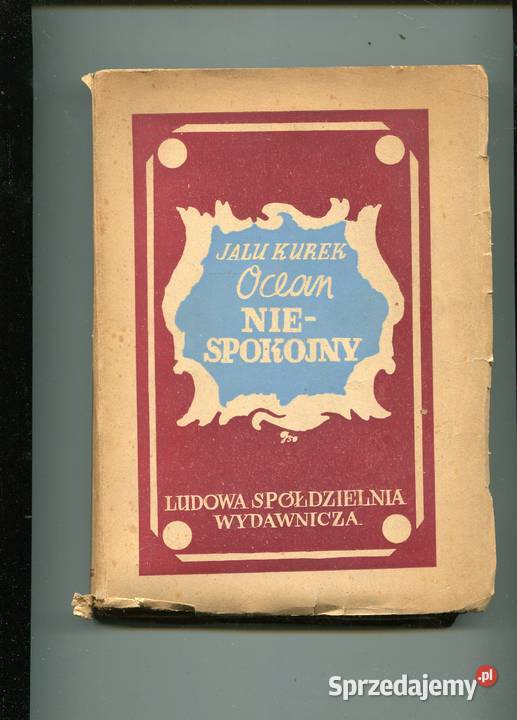 JALU KUREK
Ocean
NIE-
SPOKOJNY
LUDOWA SPÓŁDZIELNIA
WYDAWNICZA
Sprzedajemy.pl